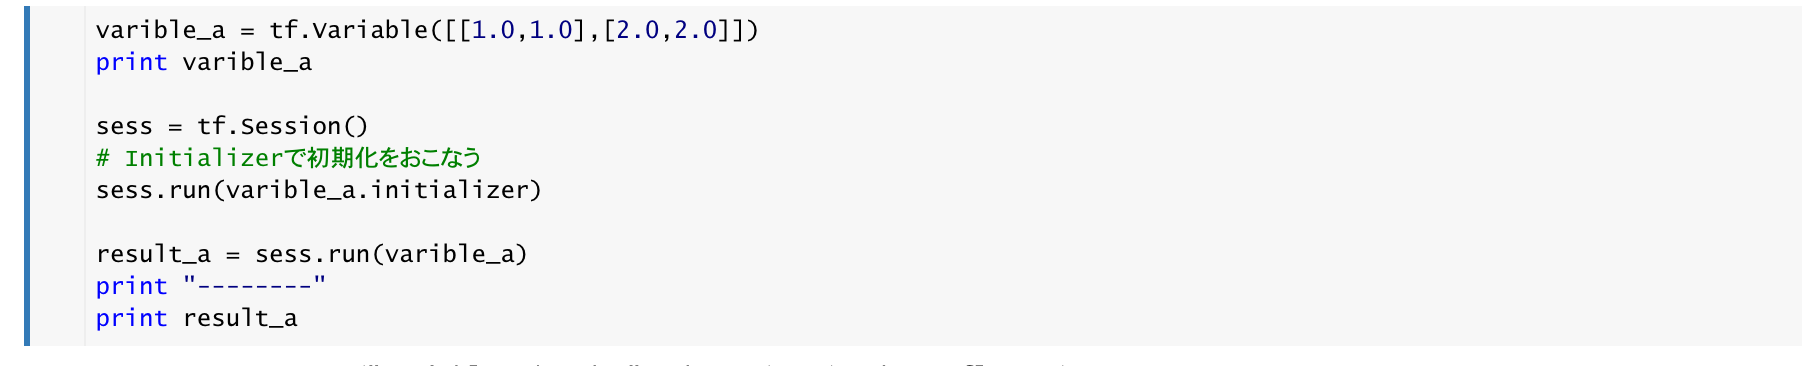 varible_a = tf.Variable([[1.0,1.0],[2.0,2.0]])
print varible_a
sess = tf.Session()
# Initializerで初期化をおこなう
sess.run(varible_a.initializer)
result_a = sess.run(varible_a)
print "--------"
print result_a